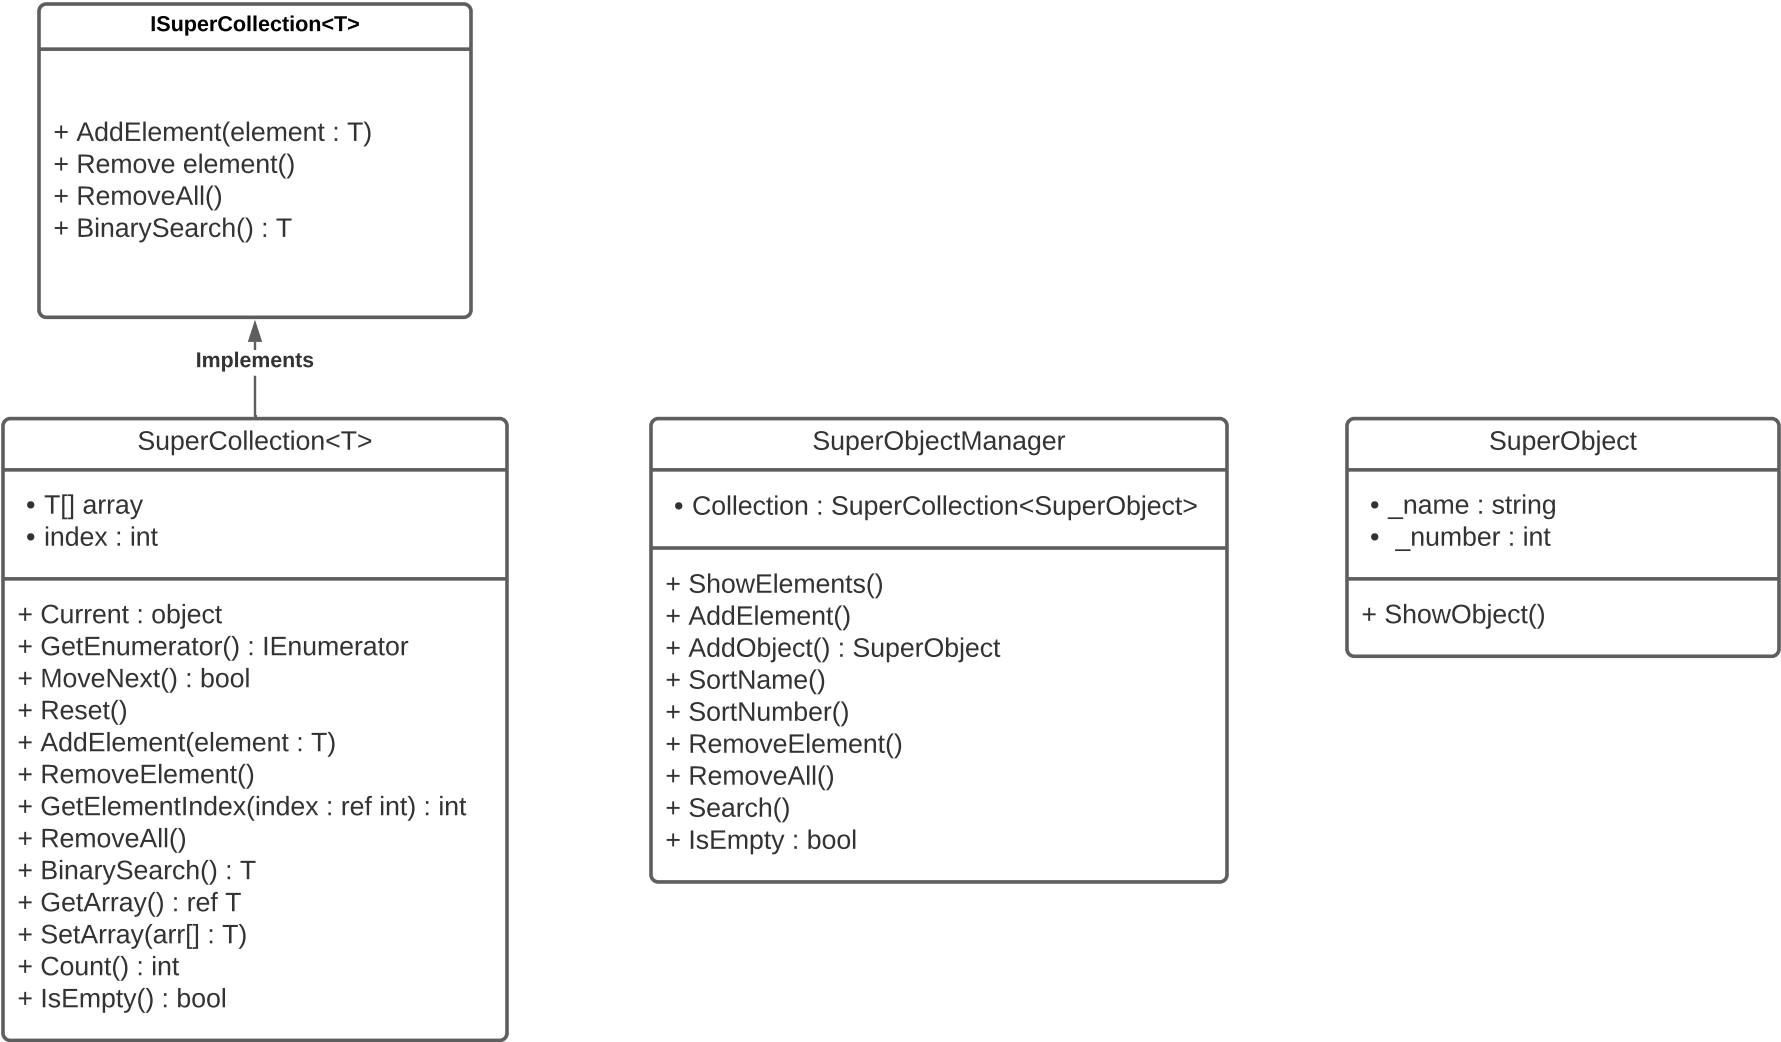 ISuperCollection<T>
+ AddElement(element : T)
+ Remove element()
+ RemoveAll()
+ BinarySearch() : T
Implements
SuperCollection<T>
• T[] array
• index : int
+ Current : object
+ GetEnumerator() : IEnumerator
+ MoveNext() : bool
+ Reset()
+ AddElement(element : T)
+ RemoveElement()
+ GetElementIndex(index : ref int) : int
+ RemoveAll()
+ BinarySearch() : T
+ GetArray() : ref T
+ SetArray(arr[] : T)
+ Count() : int
+ IsEmpty() : bool
SuperObjectManager
• Collection : SuperCollection<SuperObject>
+ ShowElements()
+ AddElement()
+ AddObject() : SuperObject
+ SortName()
+ SortNumber()
+ RemoveElement()
+ RemoveAll()
+ Search()
+ IsEmpty : bool
SuperObject
• _name : string
• _number : int
+ ShowObject()